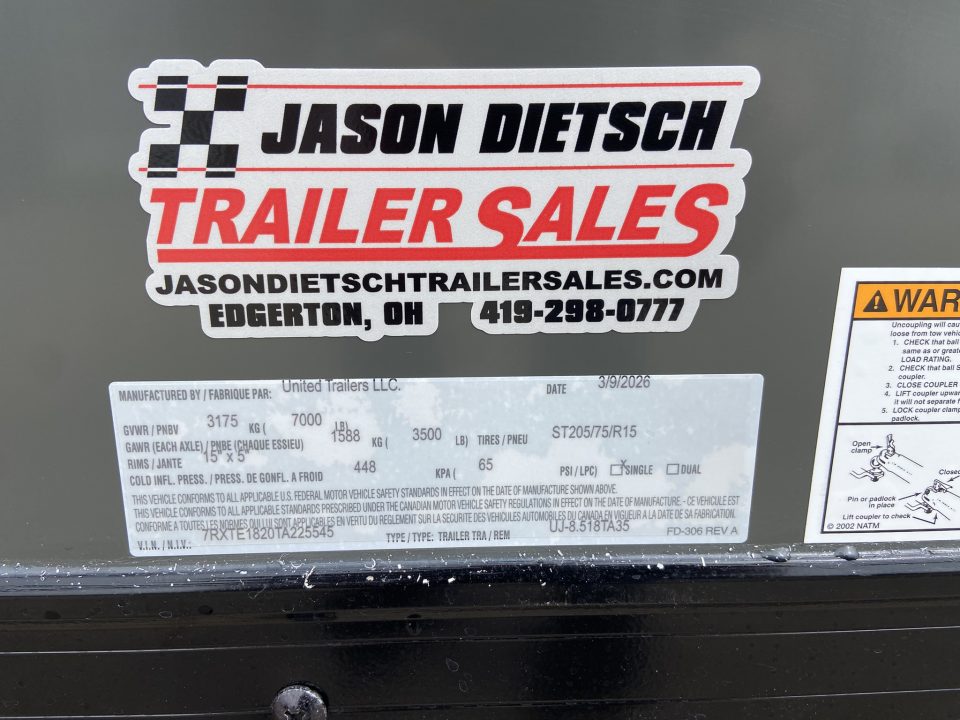 JASON DIETSCH
TRAILER SALES
JASONDIETSCHTRAILERSALES.COM
EDGERTON, OH 419-298-0777
MANUFACTURED BY / FABRIQUE PAR: United Trailers LLC. DATE 3/9/2026
GVWR / PNBV 3175 KG ( 7000 LB)
GAWR (EACH AXLE) / PNBE (CHAQUE ESSIEU) 1588 KG ( 3500 LB) TIRES / PNEU ST205/75/R15
RIMS / JANTE 15" x 5"
COLD INFL. PRESS. / PRESS. DE GONFL. A FROID 448 KPA ( 65 PSI / LPC) X SINGLE DUAL
THIS VEHICLE CONFORMS TO ALL APPLICABLE U.S. FEDERAL MOTOR VEHICLE SAFETY STANDARDS IN EFFECT ON THE DATE OF MANUFACTURE SHOWN ABOVE.
THIS VEHICLE CONFORMS TO ALL APPLICABLE STANDARDS PRESCRIBED UNDER THE CANADIAN MOTOR VEHICLE SAFETY REGULATIONS IN EFFECT ON THE DATE OF MANUFACTURE. - CE VEHICULE EST
CONFORME A TOUTES LES NORMES QUI LUI SONT APPLICABLES EN VERTU DU REGLEMENT SUR LA SECURITE DES VEHICULES AUTOMOBILES DU CANADA EN VIGUEUR A LA DATE DE SA FABRICATION.
V.I.N. / N.I.V.: 7RXTE1820TA225545 TYPE / TYPE: TRAILER TRA / REM UJ-8.518TA35 FD-306 REV A
WAR
Uncoupling will cau
loose from tow vehic
1. CHECK that ball
same as or greate
LOAD RATING.
2. CHECK that ball S
coupler.
3. CLOSE COUPLER
4. LIFT coupler upwar
it will not separate f
5. LOCK coupler clamp
padlock.
Open
clamp
Closed
Pin or padlock
in place
Lift coupler to check
© 2002 NATM